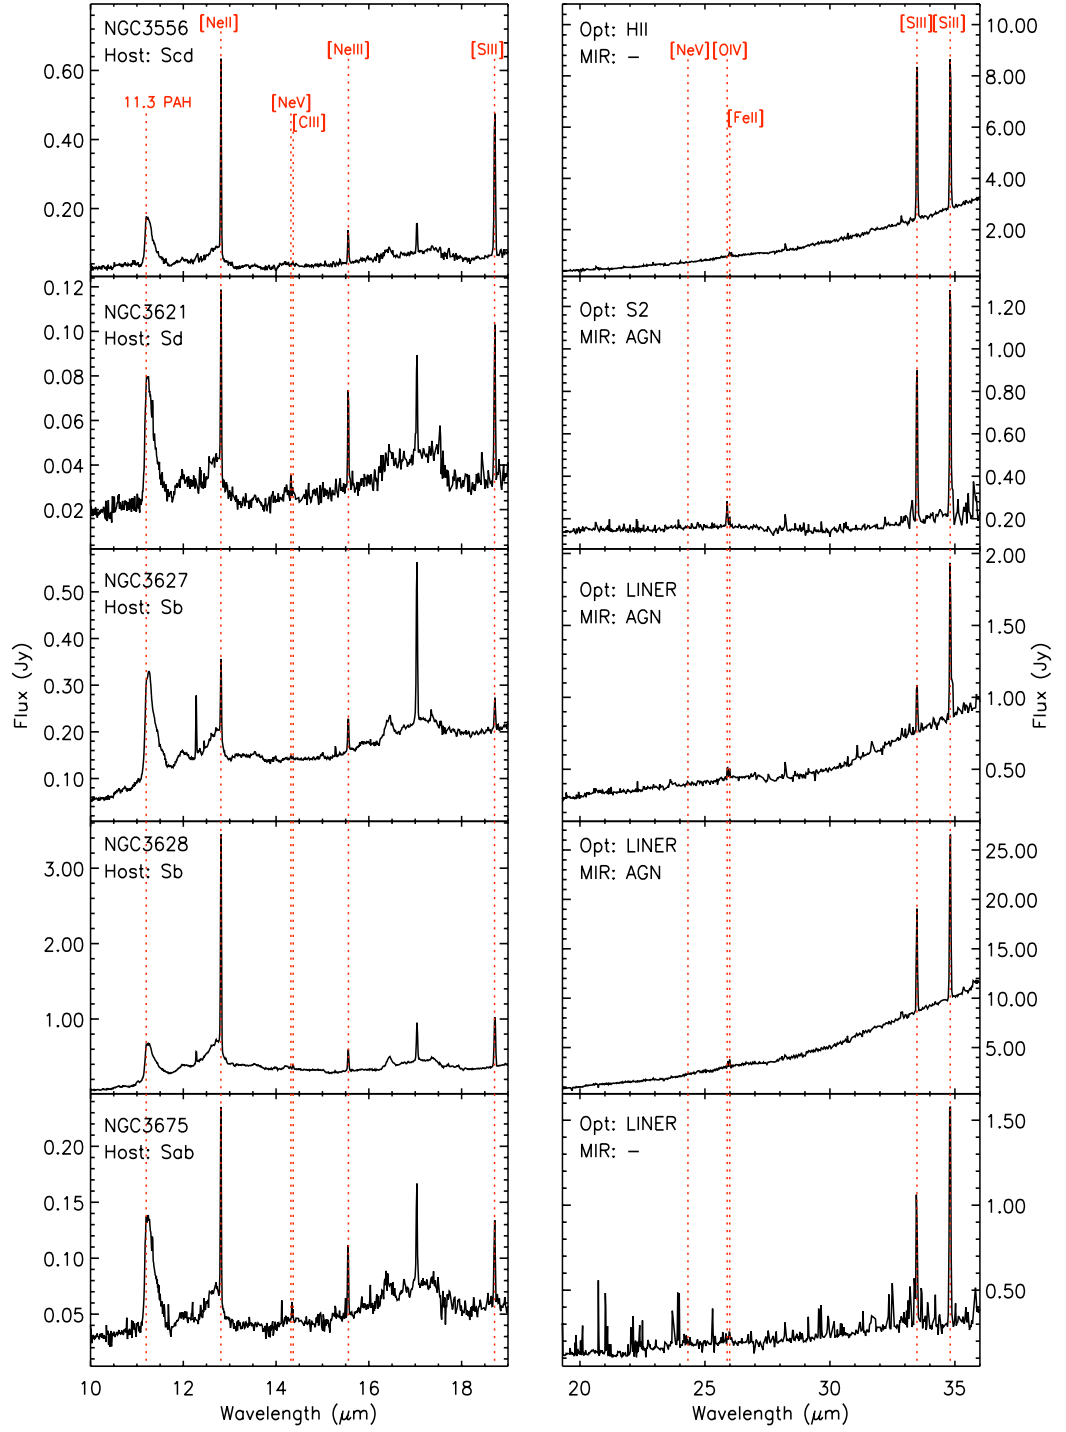 NGC3556
Host: Scd
[NeII]
[NeIII]
[SIII]
11.3 PAH
[NeV]
[CIII]
0.60
0.40
0.20
Opt: HII
MIR: –
[SIII][SiII]
[NeV][OIV]
[FeII]
10.00
8.00
6.00
4.00
2.00
NGC3621
Host: Sd
0.12
0.10
0.08
0.06
0.04
0.02
Opt: S2
MIR: AGN
1.20
1.00
0.80
0.60
0.40
0.20
NGC3627
Host: Sb
0.50
0.40
0.30
0.20
0.10
Flux (Jy)
Opt: LINER
MIR: AGN
2.00
1.50
1.00
0.50
Flux (Jy)
NGC3628
Host: Sb
3.00
2.00
1.00
Opt: LINER
MIR: AGN
25.00
20.00
15.00
10.00
5.00
NGC3675
Host: Sab
0.20
0.15
0.10
0.05
Opt: LINER
MIR: –
1.50
1.00
0.50
10 12 14 16 18
Wavelength (μm)
20 25 30 35
Wavelength (μm)